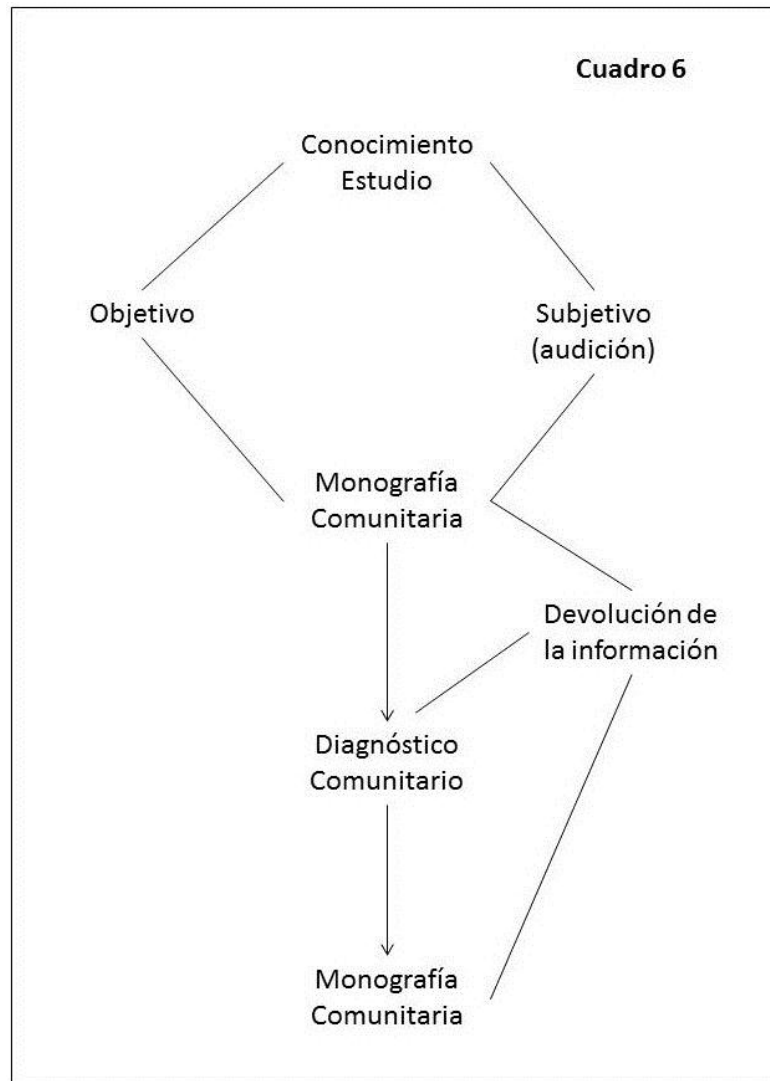 Cuadro 6
Conocimiento
Estudio
Objetivo
Subjetivo
(audición)
Monografía
Comunitaria
Devolución de
la información
Diagnóstico
Comunitario
Monografía
Comunitaria